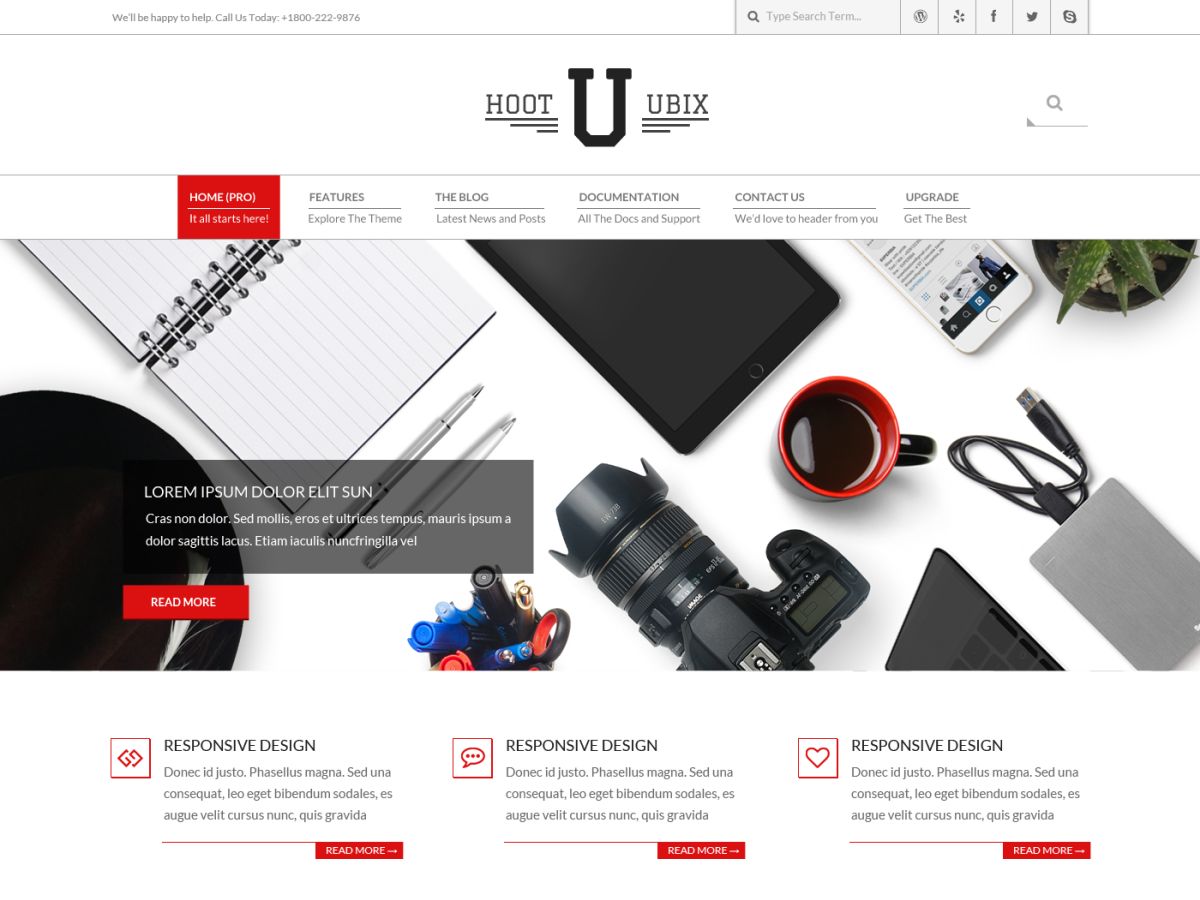 We'll be happy to help. Call Us Today: +1800-222-9876
Type Search Term...
HOOT U UBIX
HOME (PRO)
It all starts here!
FEATURES
Explore The Theme
THE BLOG
Latest News and Posts
DOCUMENTATION
All The Docs and Support
CONTACT US
We'd love to header from you
UPGRADE
Get The Best
LOREM IPSUM DOLOR ELIT SUN
Cras non dolor. Sed mollis, eros et ultrices tempus, mauris ipsum a
dolor sagittis lacus. Etiam iaculis nuncfringilla vel
READ MORE
RESPONSIVE DESIGN
Donec id justo. Phasellus magna. Sed una
consequat, leo eget bibendum sodales, es
augue velit cursus nunc, quis gravida
READ MORE →
RESPONSIVE DESIGN
Donec id justo. Phasellus magna. Sed una
consequat, leo eget bibendum sodales, es
augue velit cursus nunc, quis gravida
READ MORE →
RESPONSIVE DESIGN
Donec id justo. Phasellus magna. Sed una
consequat, leo eget bibendum sodales, es
augue velit cursus nunc, quis gravida
READ MORE →